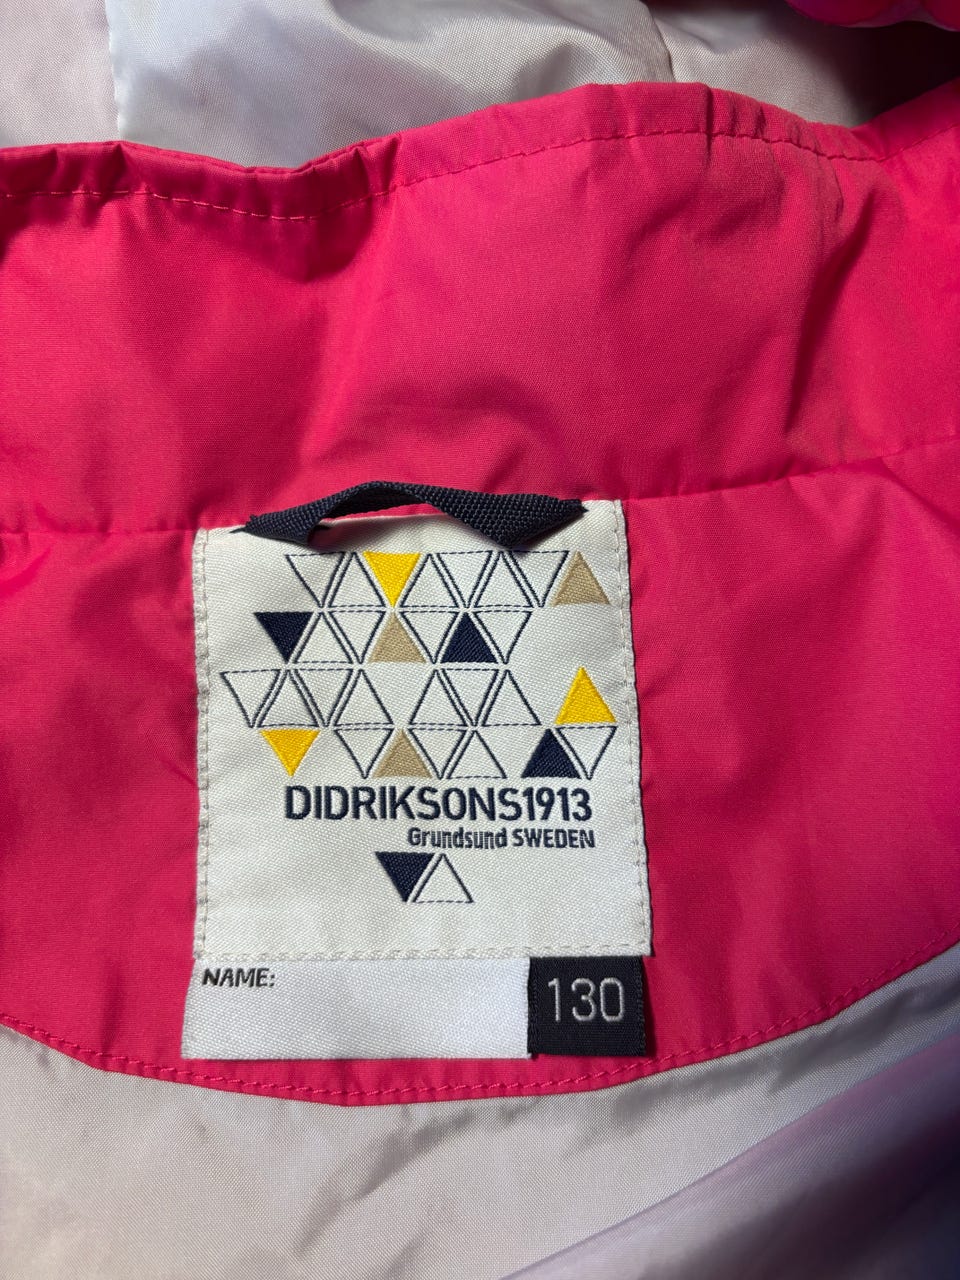 DIDRIKSONS1913
Grundsund SWEDEN
NAME:
130